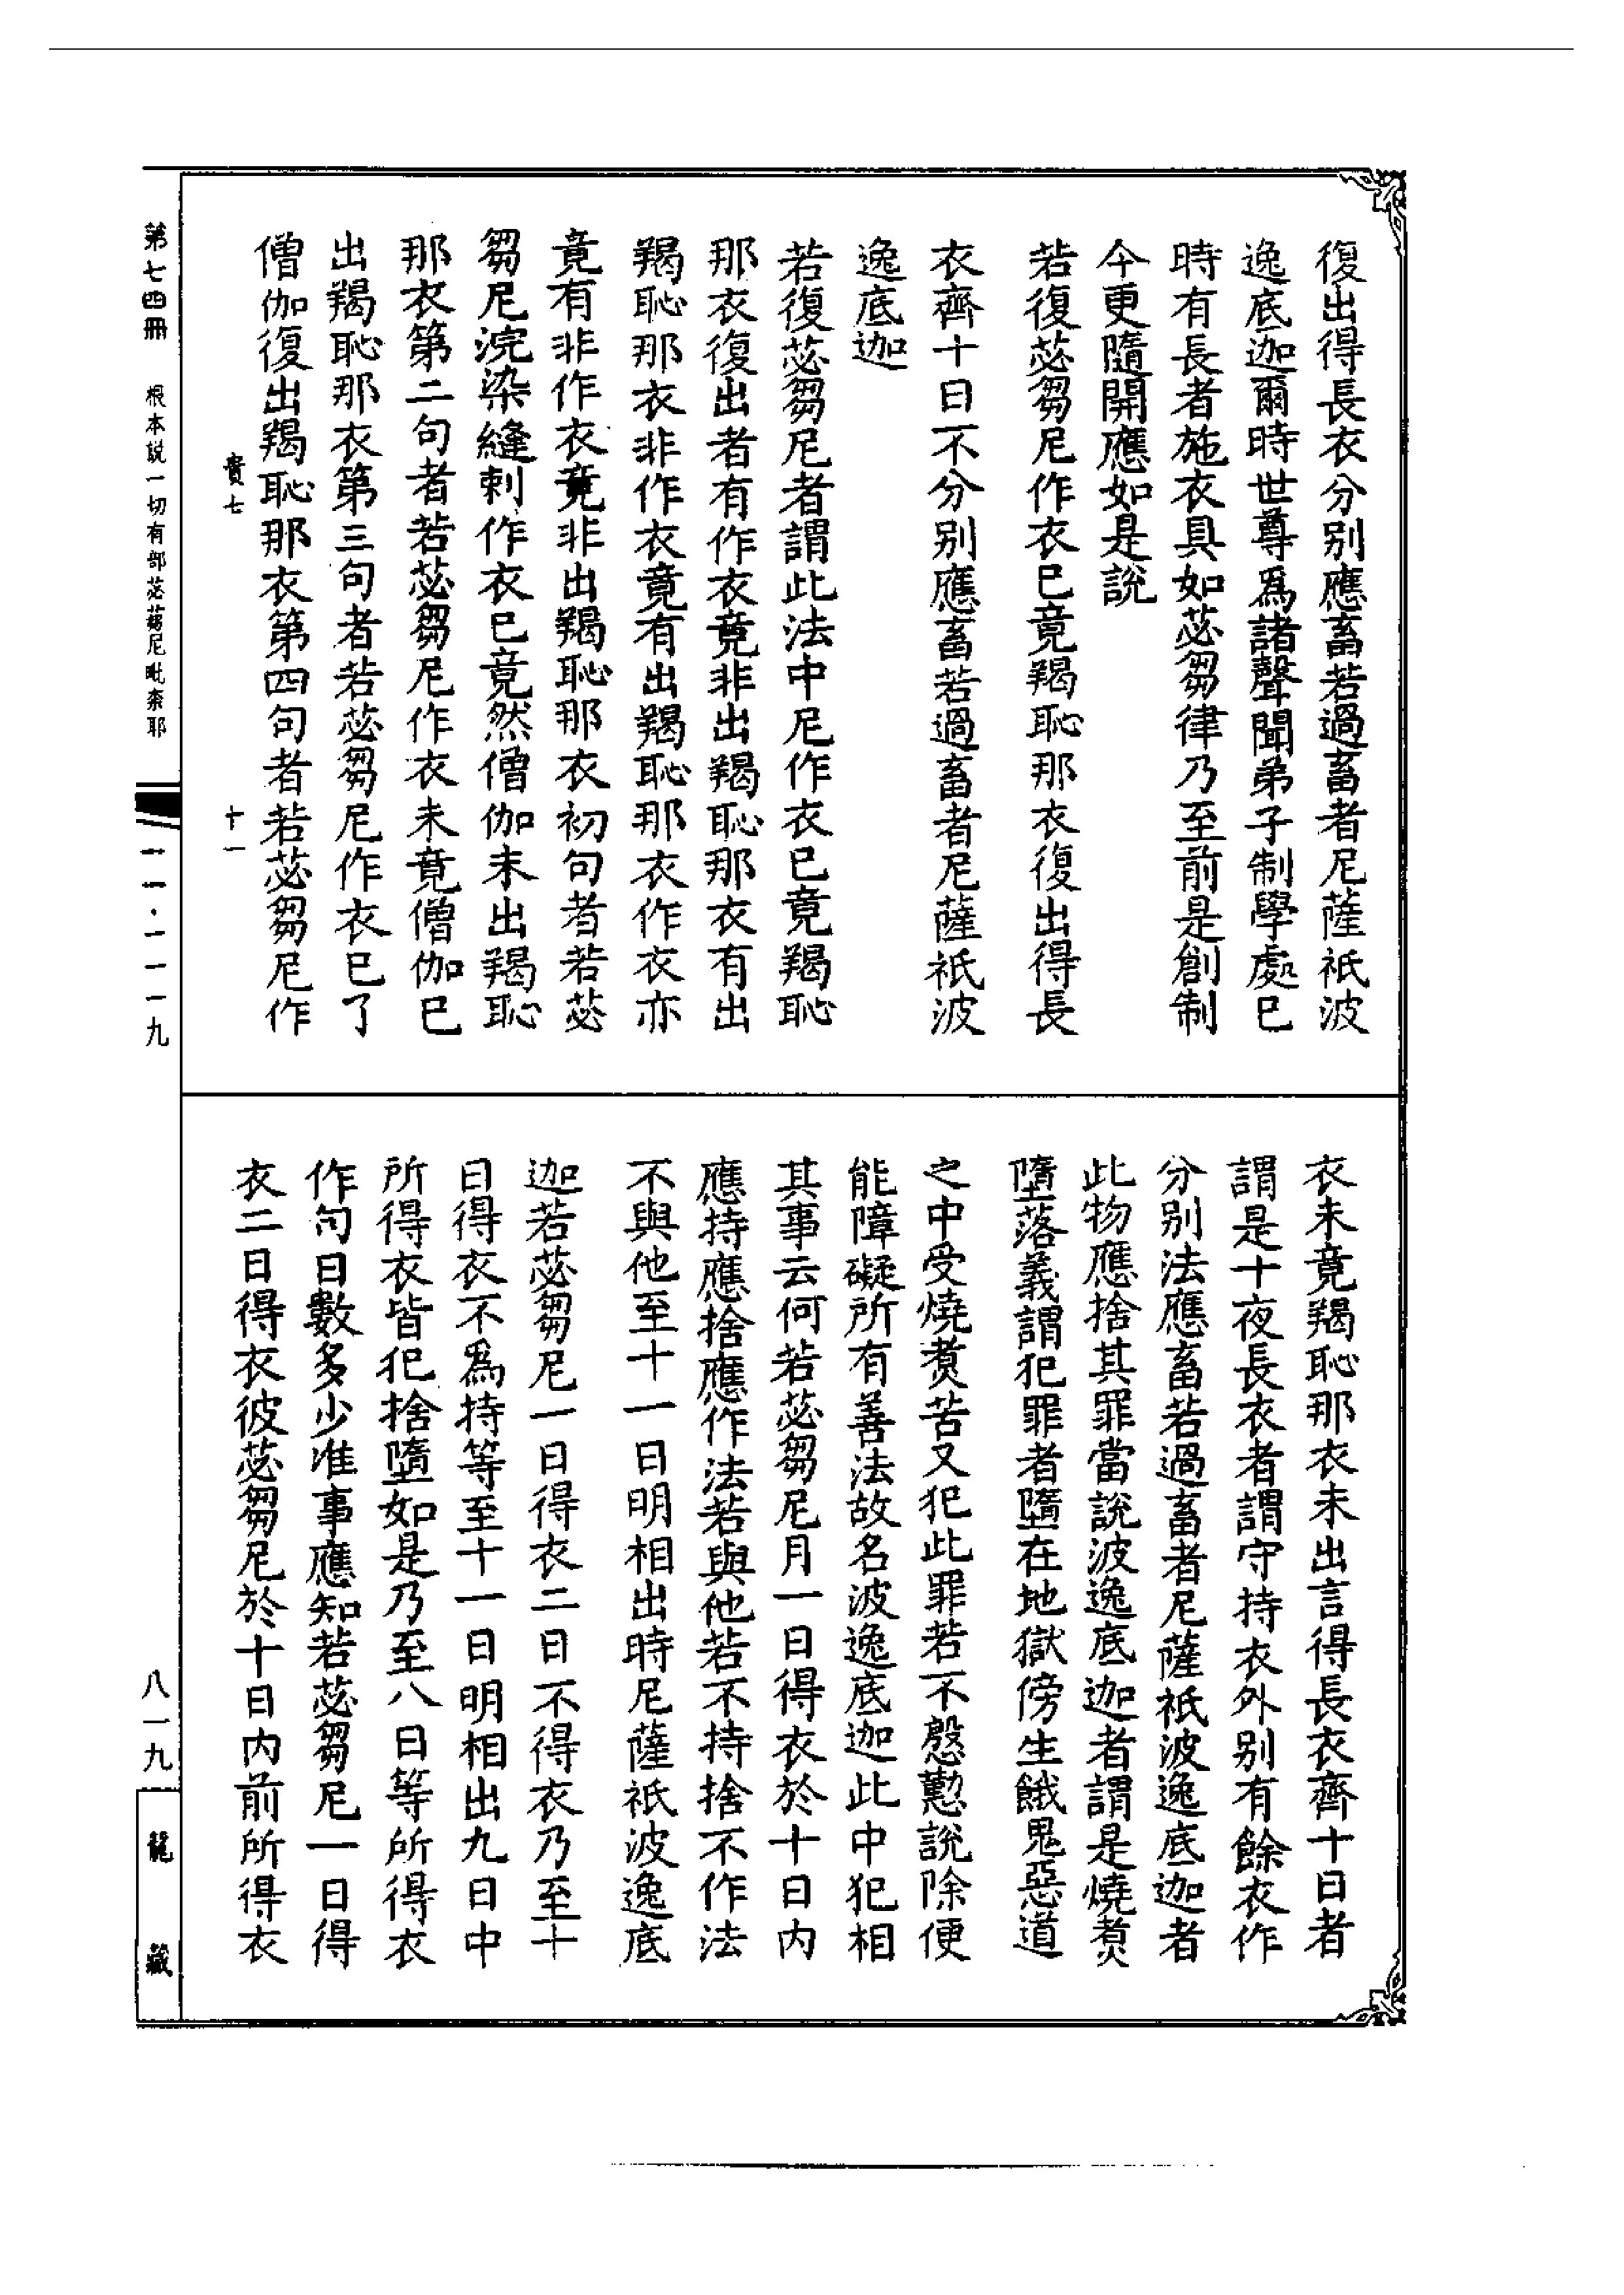 復出得長衣分别應畜若過畜者尼薩祇波
逸底迦爾時世尊爲諸聲聞弟子制學處已
時有長者施衣具如苾芻律乃至前是創制
今更隨開應如是説
若復苾芻尼作衣已竟羯恥那衣復出得長
衣齊十日不分别應畜若過畜者尼薩祇波
逸底迦
若復苾芻尼者謂此法中尼作衣已竟羯恥
那衣復出者有作衣竟非出羯恥那衣有出
羯恥那衣非作衣竟有出羯恥那衣作衣亦
竟有非作衣竟非出羯恥那衣初句者若苾
芻尼浣染縫刺作衣已竟然僧伽未出羯恥
那衣第二句者若苾芻尼作衣未竟僧伽已
出羯恥那衣第三句者若苾芻尼作衣已了
僧伽復出羯恥那衣第四句者若苾芻尼作
實七 十一
衣未竟羯恥那衣未出言得長衣齊十日者
謂是十夜長衣者謂守持衣外别有餘衣作
分别法應畜若過畜者尼薩祇波逸底迦者
此物應捨其罪當説波逸底迦者謂是燒煑
墮落義謂犯罪者墮在地獄傍生餓鬼惡道
之中受燒煑苦又犯此罪若不慇懃説除便
能障礙所有善法故名波逸底迦此中犯相
其事云何若苾芻尼月一日得衣於十日内
應持應捨應作法若與他若不持捨不作法
不與他至十一日明相出時尼薩祇波逸底
迦若苾芻尼一日得衣二日不得衣乃至十
日得衣不爲持等至十一日明相出九日中
所得衣皆犯捨墮如是乃至八日等所得衣
作句日數多少准事應知若苾芻尼一日得
衣二日得衣彼苾芻尼於十日内前所得衣
第七四冊 根本説一切有部苾蒭尼毗奈耶
八一九
龍藏